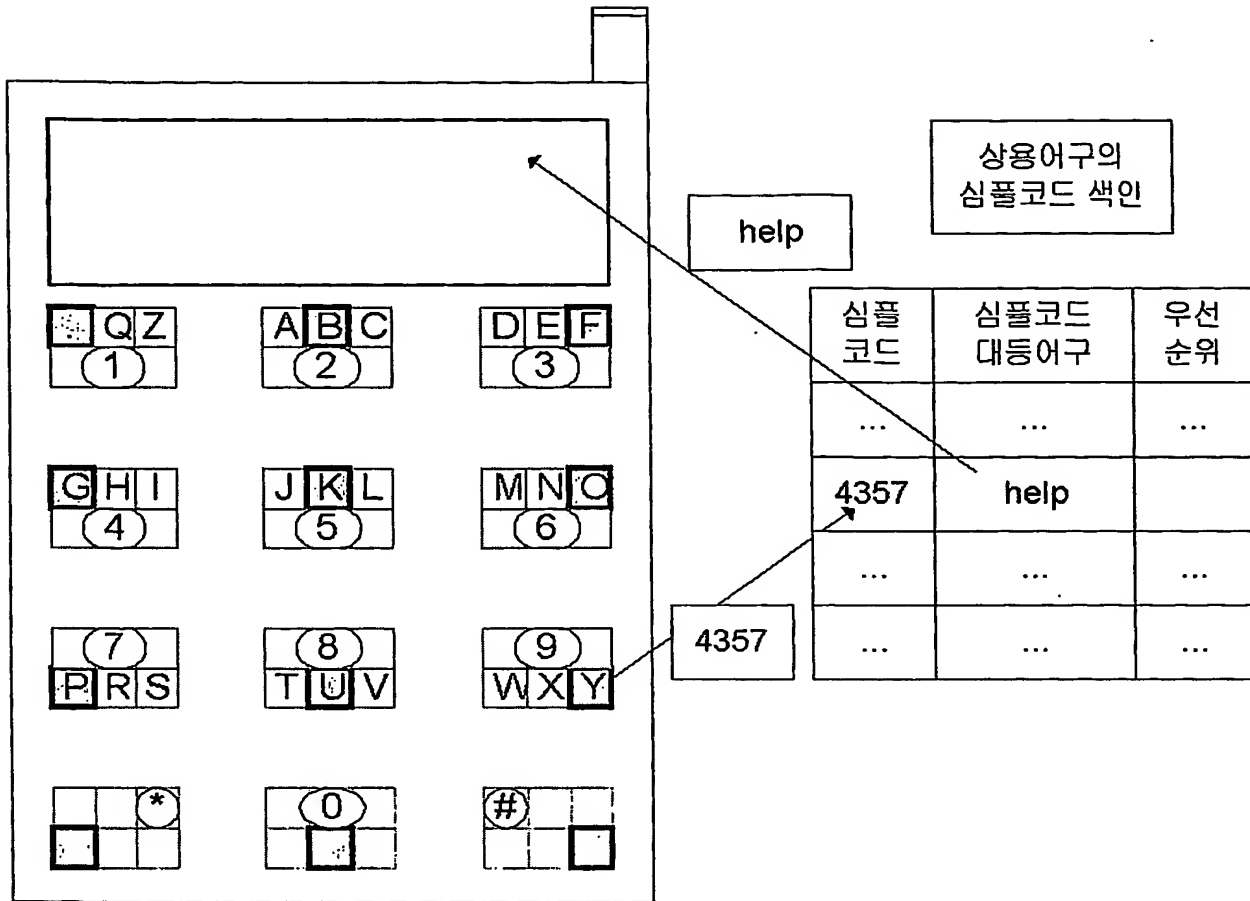 상용어구의
심플코드 색인
help
심플
코드
심플코드
대등어구
우선
순위
... ... ...
4357 help
... ... ...
... ... ...
4357
. Q Z
1
A B C
2
D E F
3
G H I
4
J K L
5
M N O
6
7
P R S
8
T U V
9
W X Y
*
0
#